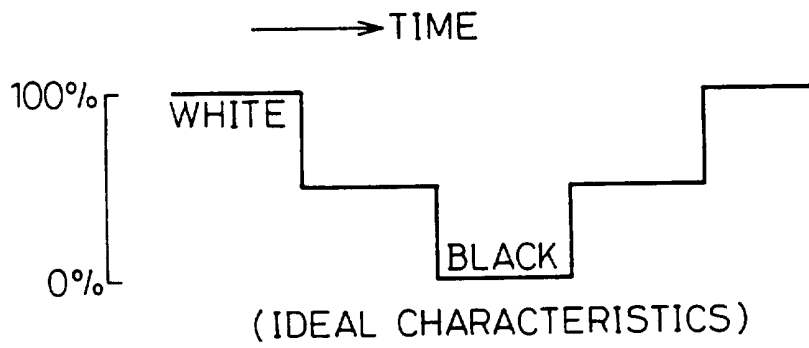 TIME
100%
WHITE
BLACK
0%
(IDEAL CHARACTERISTICS)